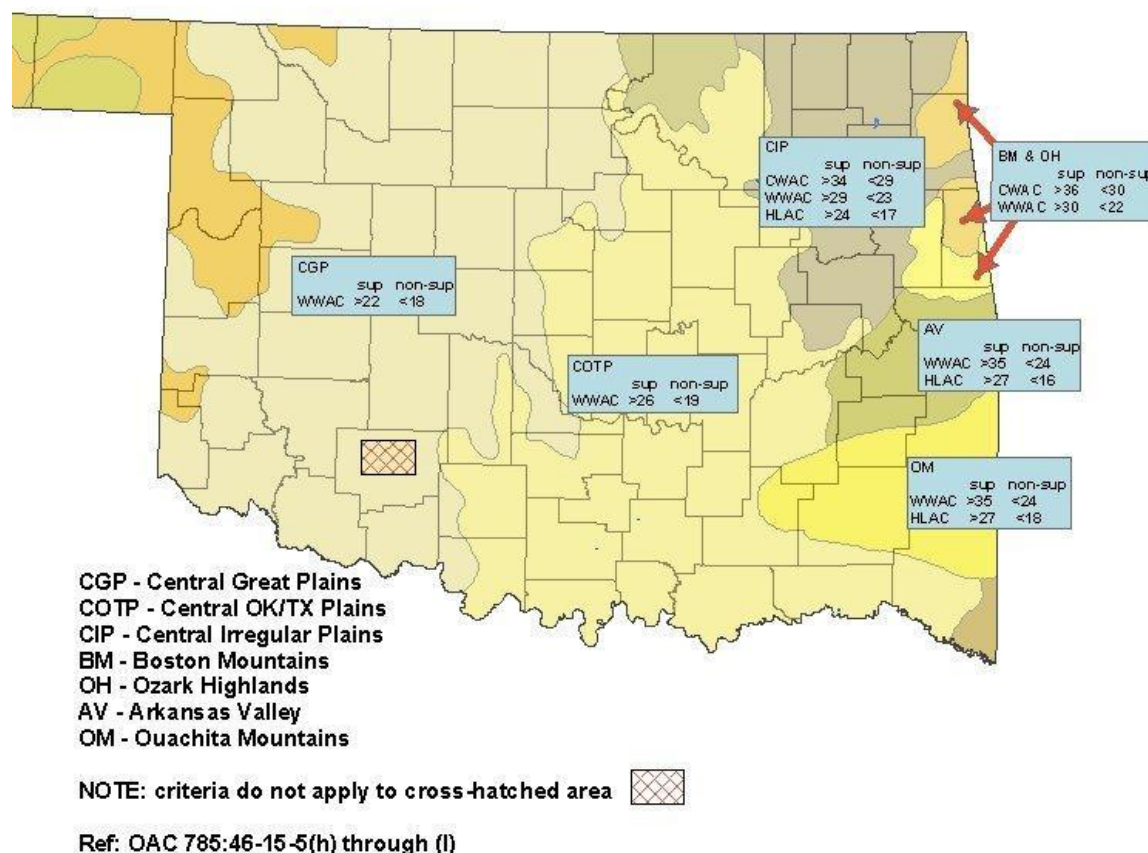 CIP
sup non-sup
CWAC >34 <29
WWAC >29 <23
HLAC >24 <17
BM & OH
sup non-sup
CWAC >36 <30
WWAC >30 <22
CGP
sup non-sup
WWAC >22 <18
AV
sup non-sup
WWAC >35 <24
HLAC >27 <16
COTP
sup non-sup
WWAC >26 <19
OM
sup non-sup
WWAC >35 <24
HLAC >27 <18
CGP - Central Great Plains
COTP - Central OK/TX Plains
CIP - Central Irregular Plains
BM - Boston Mountains
OH - Ozark Highlands
AV - Arkansas Valley
OM - Ouachita Mountains
NOTE: criteria do not apply to cross-hatched area
Ref: OAC 785:46-15-5(h) through (l)